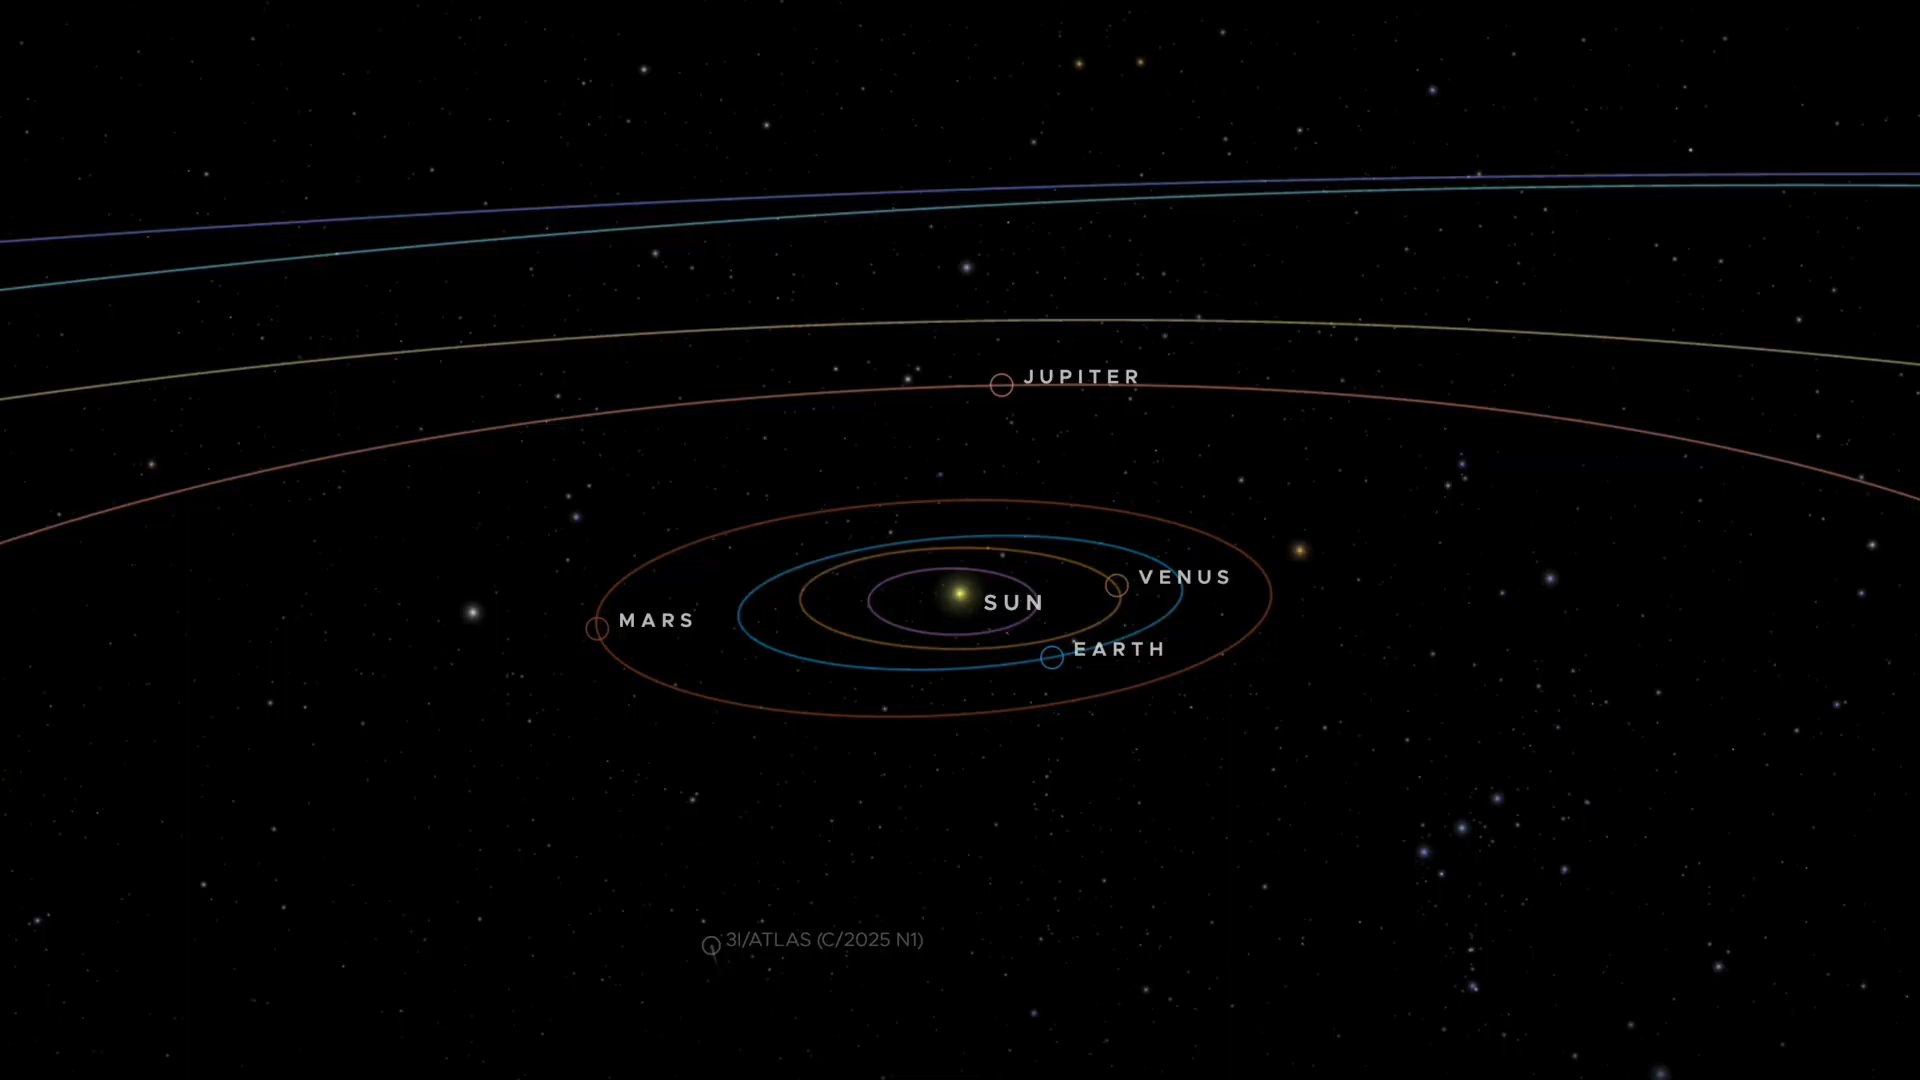 JUPITER
VENUS
SUN
MARS
EARTH
3I/ATLAS (C/2025 N1)